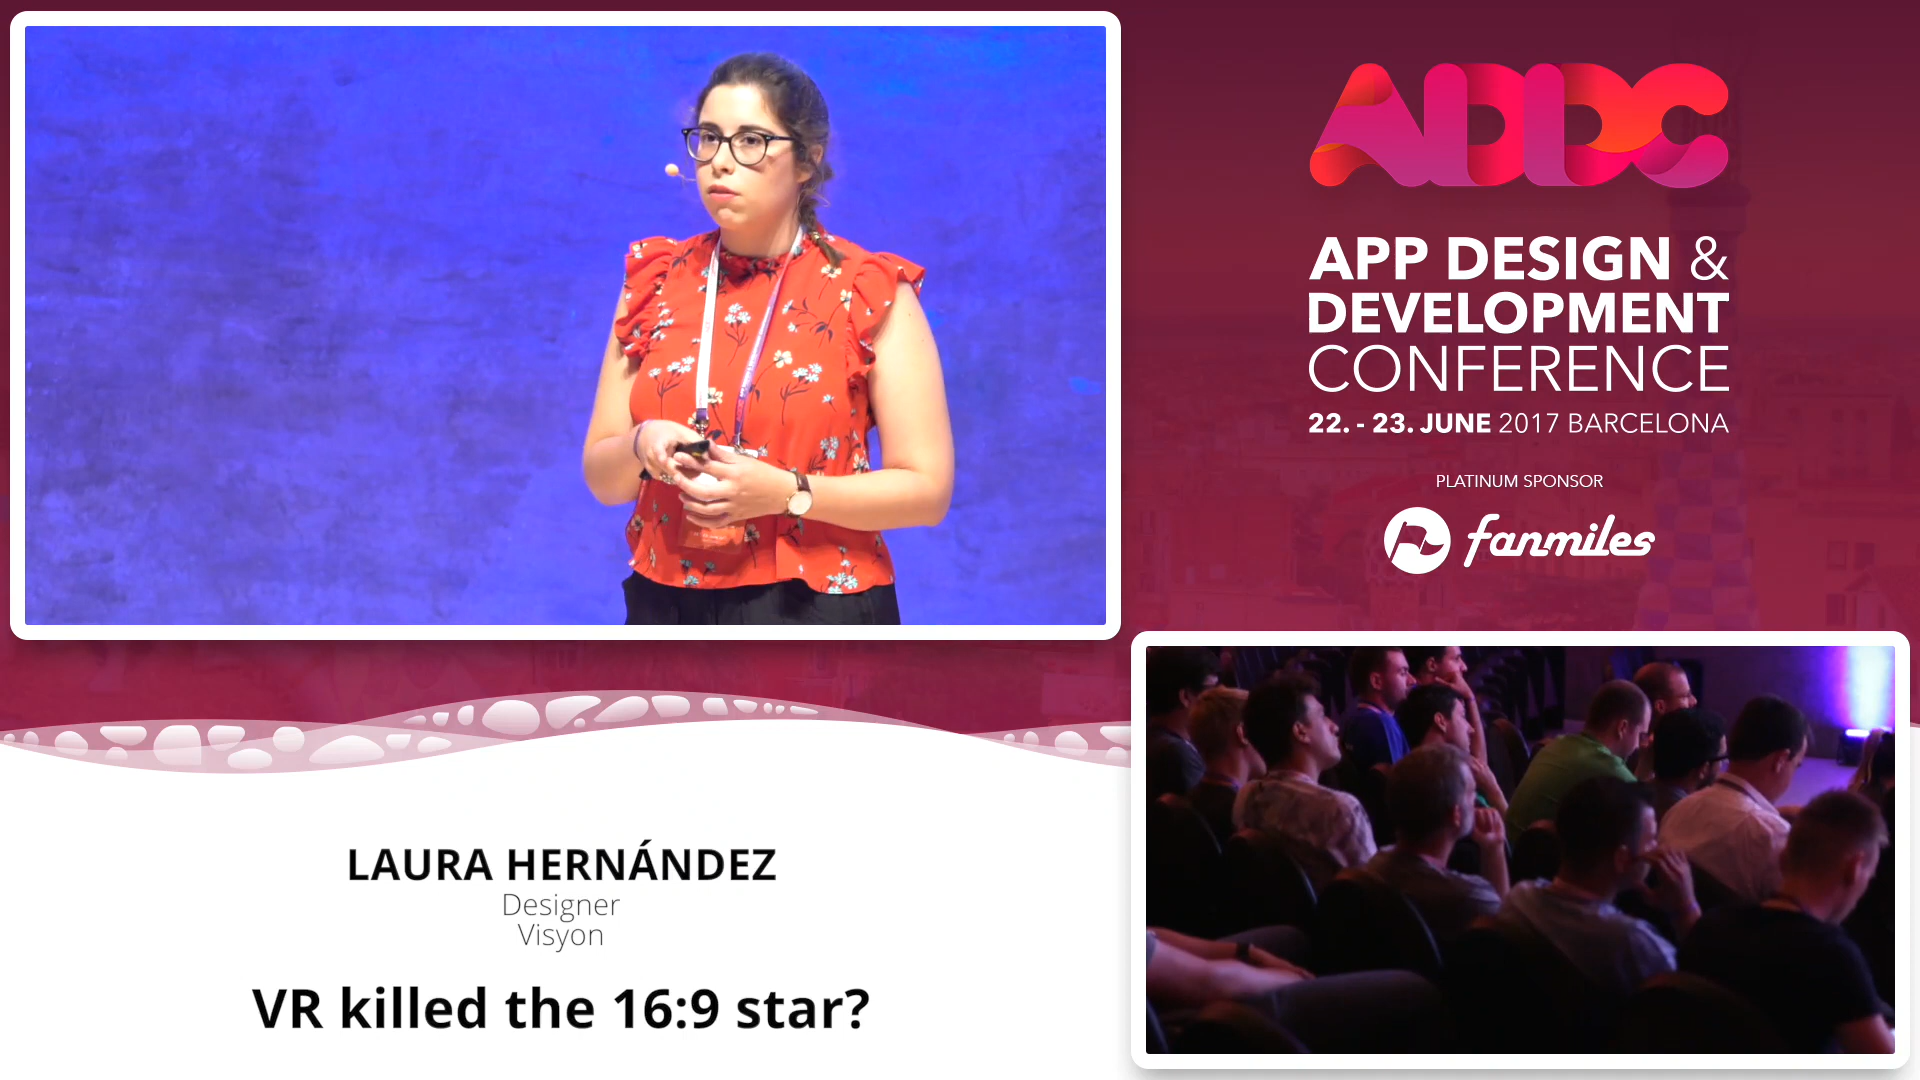 ADDC
APP DESIGN &
DEVELOPMENT
CONFERENCE
22. - 23. JUNE 2017 BARCELONA
PLATINUM SPONSOR
fanmiles
LAURA HERNÁNDEZ
Designer
Visyon
VR killed the 16:9 star?